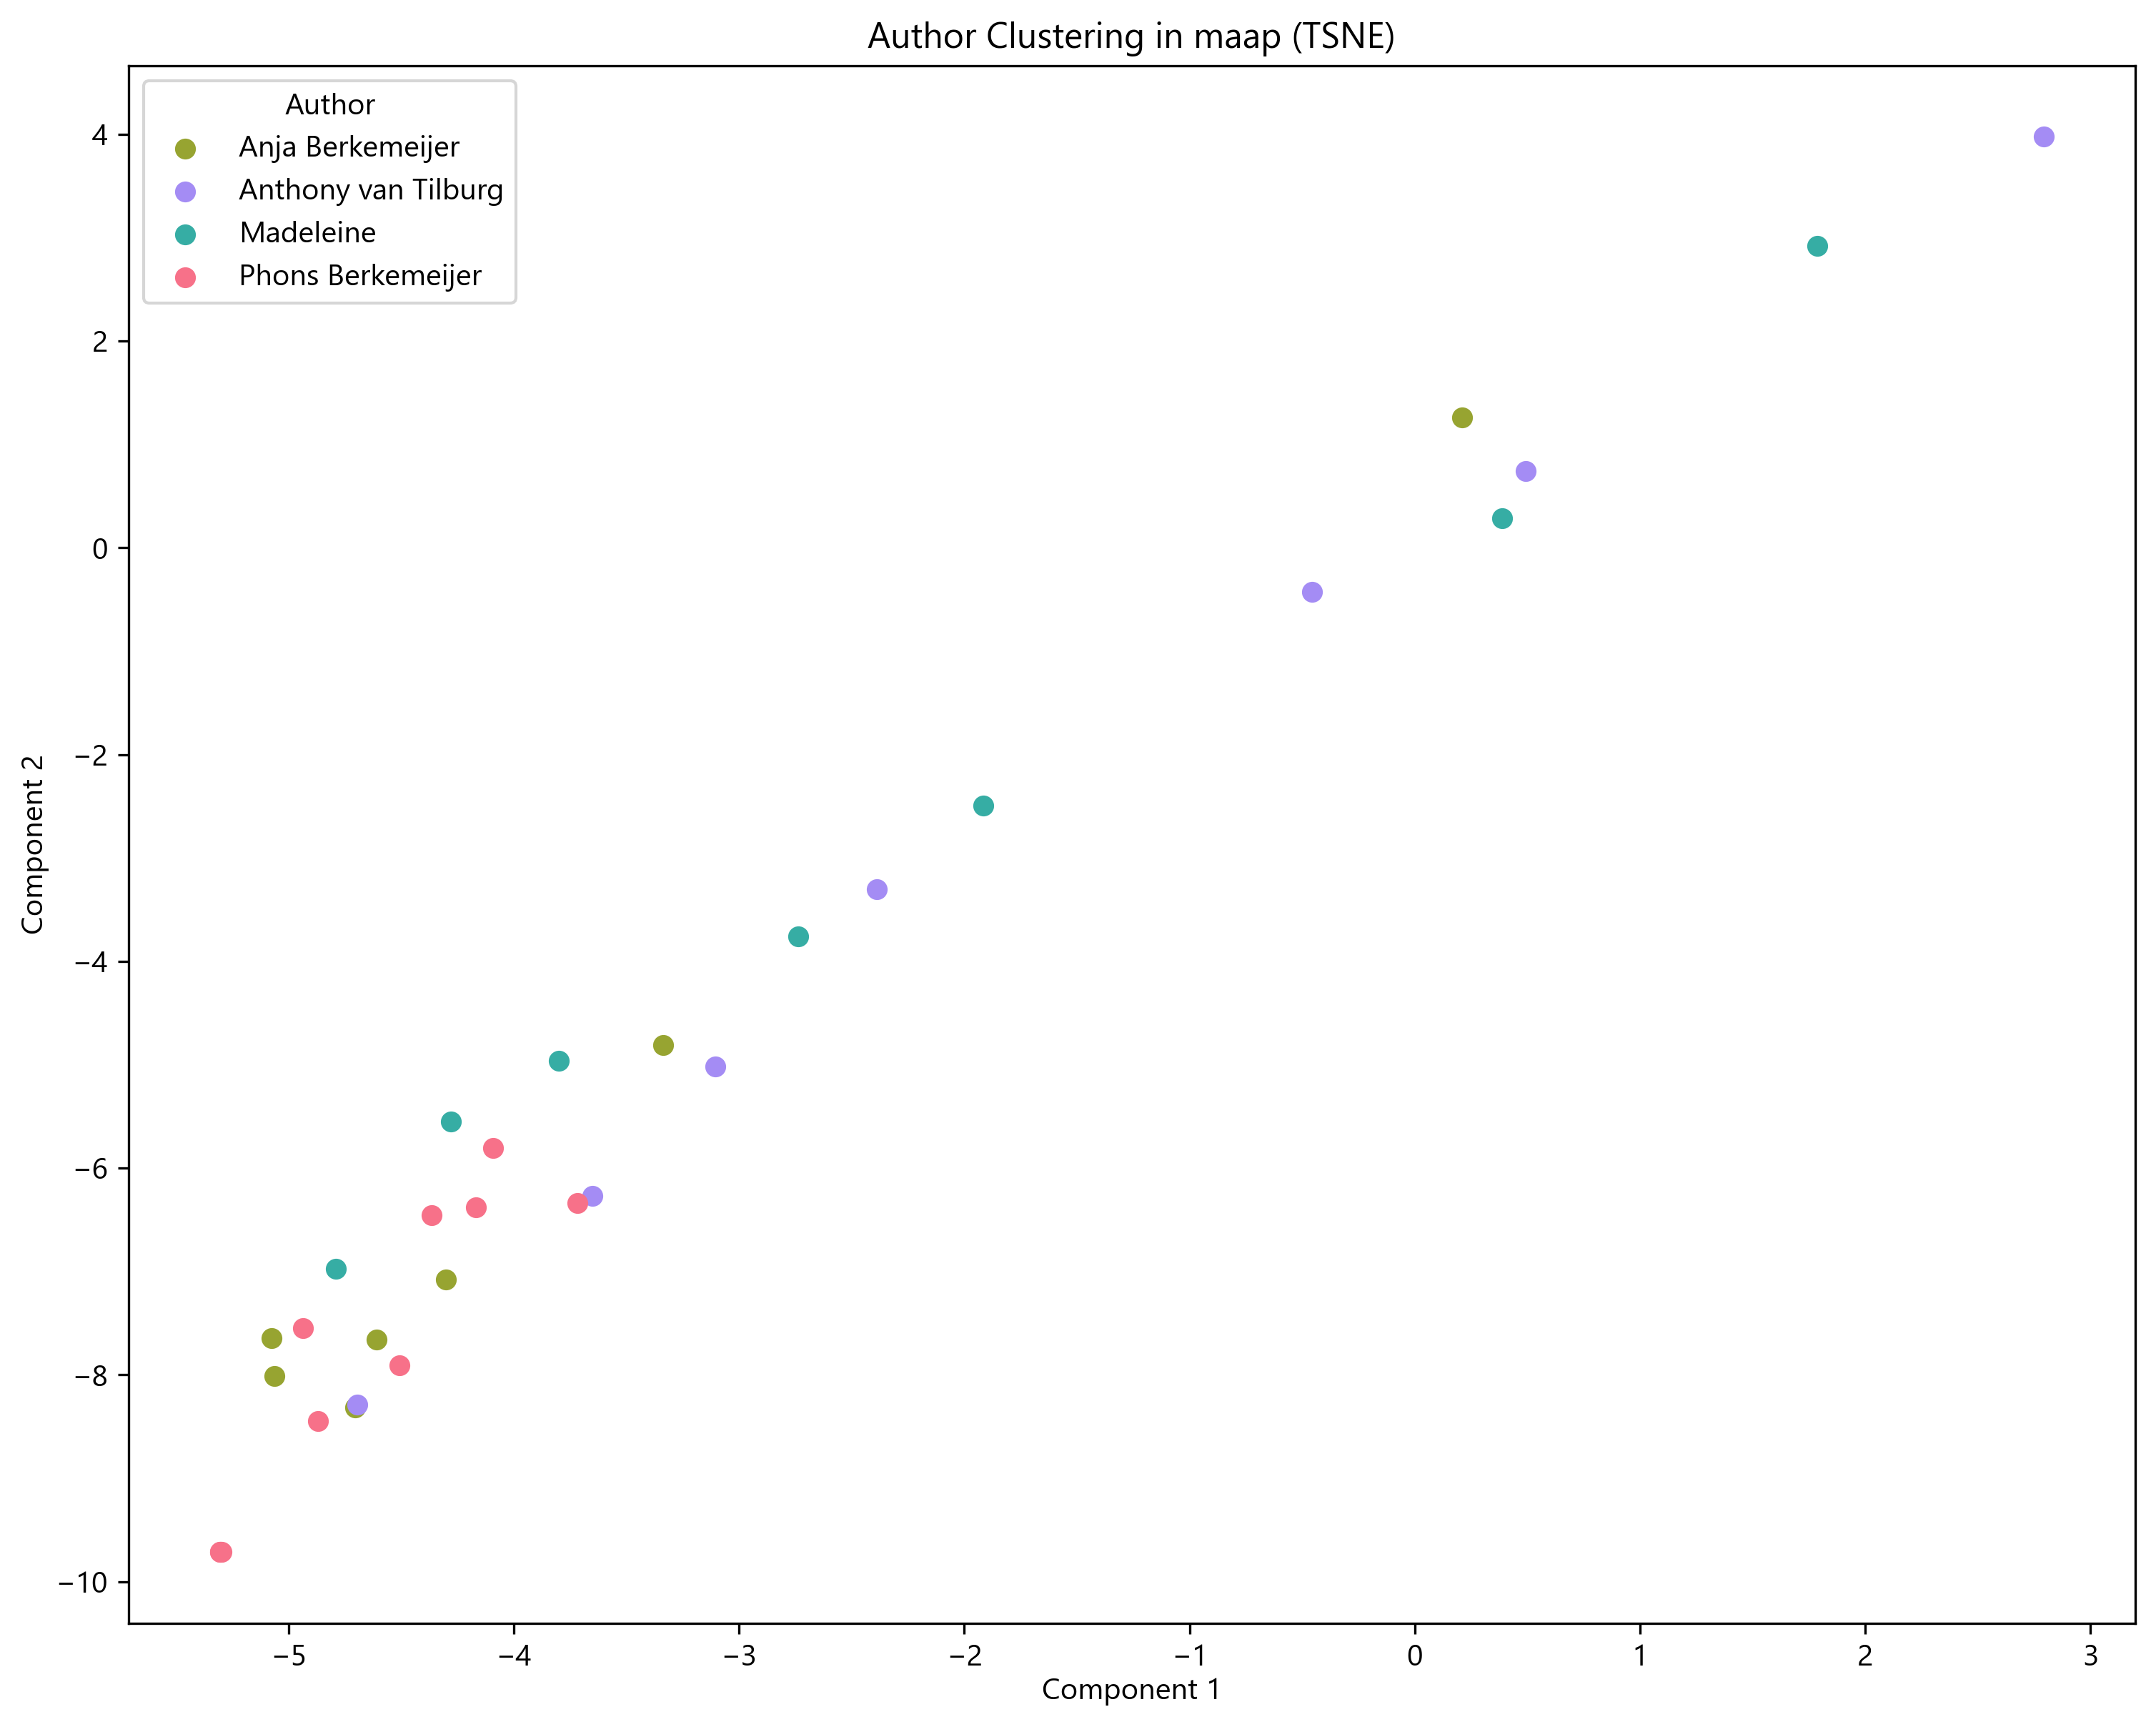 Author Clustering in maap (TSNE)
Author
Anja Berkemeijer
Anthony van Tilburg
Madeleine
Phons Berkemeijer
4
2
0
−2
−4
−6
−8
−10
Component 2
−5 −4 −3 −2 −1 0 1 2 3
Component 1